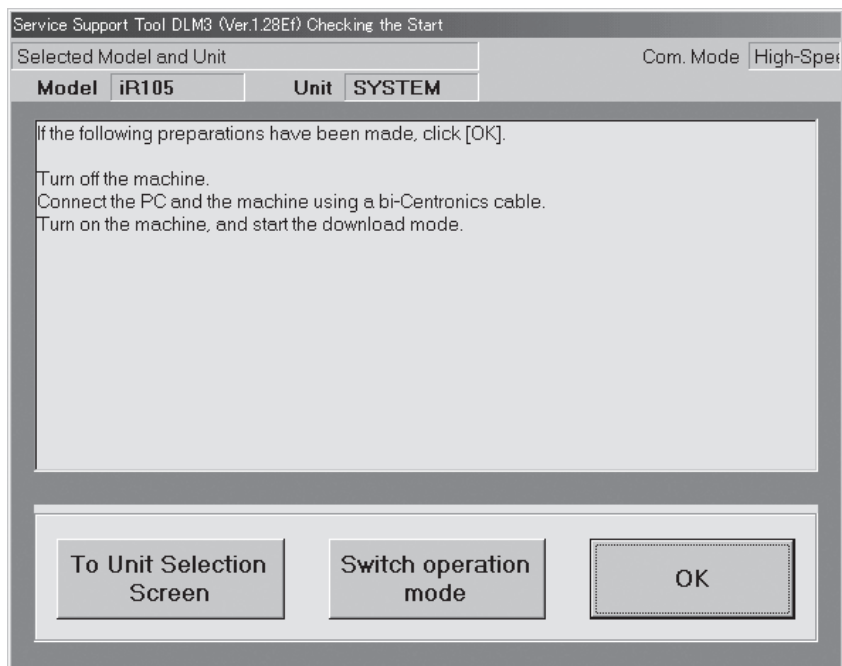 Service Support Tool DLM3 (Ver.1.28Ef) Checking the Start
Selected Model and Unit Com. Mode High-Spee
Model iR105 Unit SYSTEM
If the following preparations have been made, click [OK].
Turn off the machine.
Connect the PC and the machine using a bi-Centronics cable.
Turn on the machine, and start the download mode.
To Unit Selection
Screen
Switch operation
mode
OK